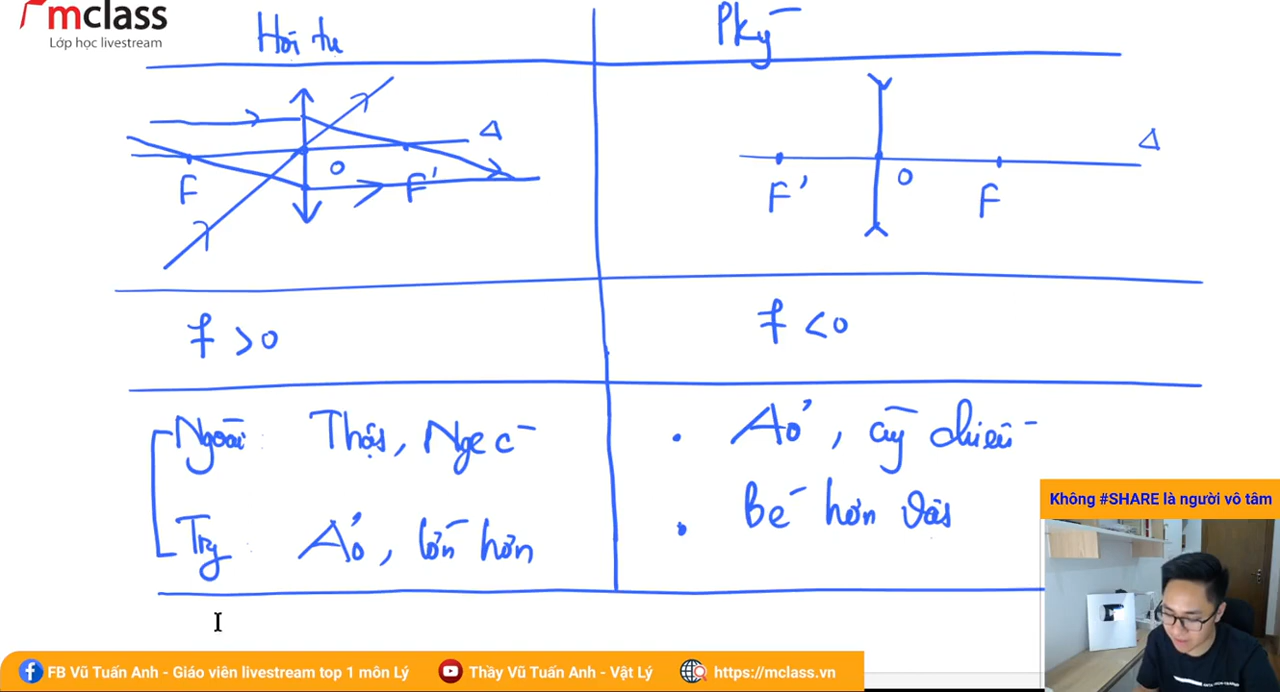 mclass
Lớp học livestream
Hội tụ
Pkỳ
Δ
O
F
F'
Δ
O
F'
F
f > 0
f < 0
Ngoài: Thật, Ngc
Ảo, cùg chiều
Bé hơn vật
Trg: Ảo, lớn hơn
Không #SHARE là người vô tâm
FB Vũ Tuấn Anh - Giáo viên livestream top 1 môn Lý
Thầy Vũ Tuấn Anh - Vật Lý
https://mclass.vn